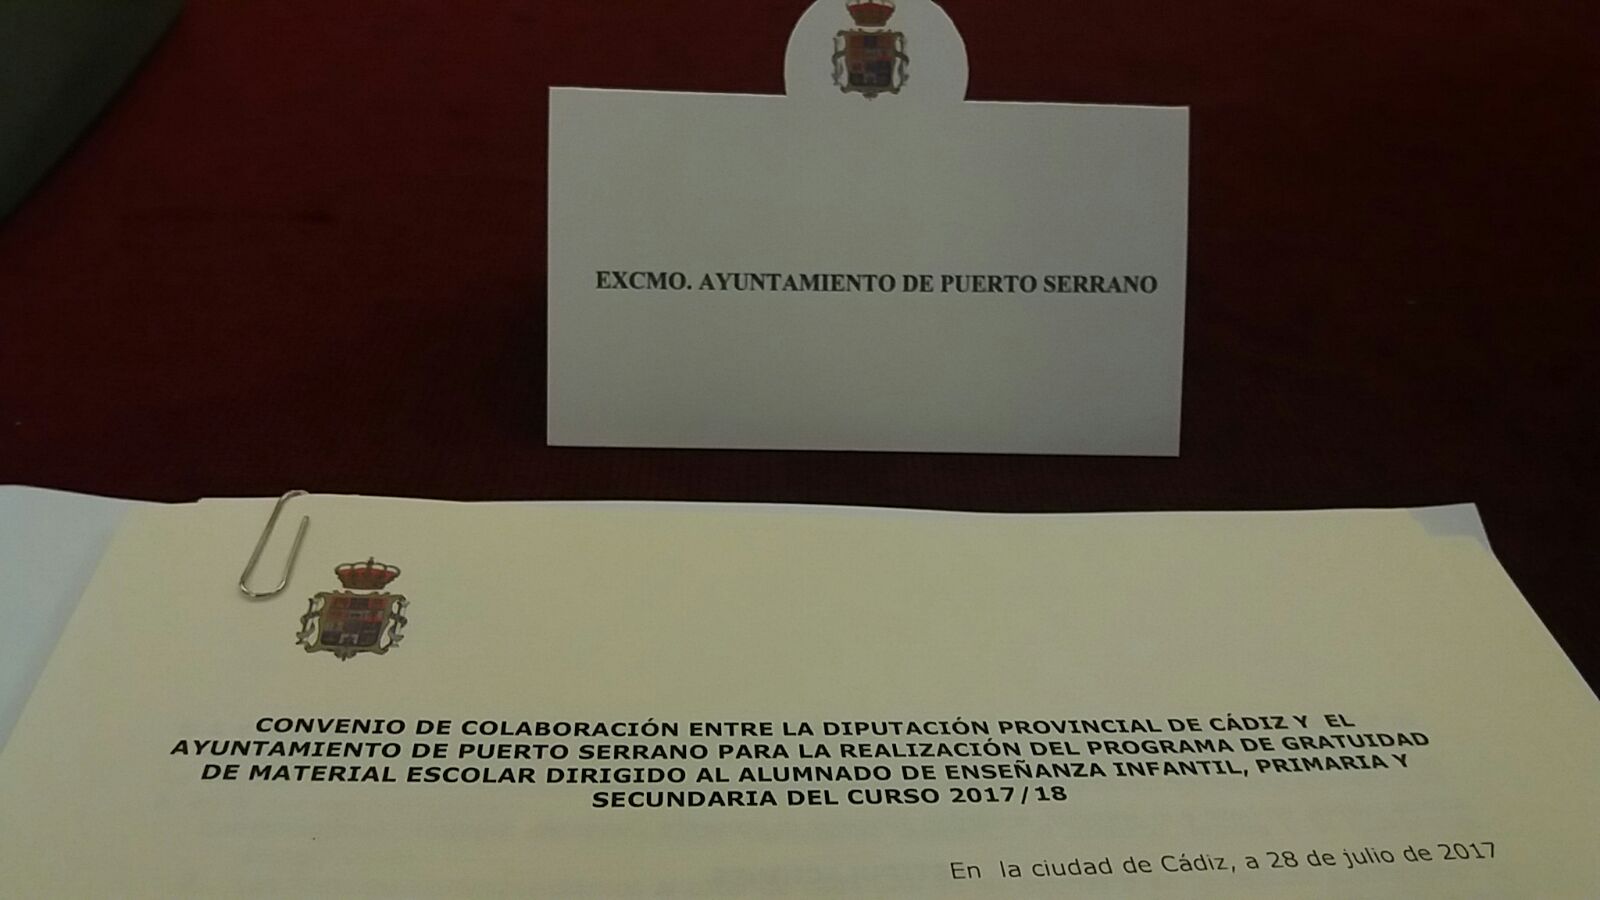 EXCMO. AYUNTAMIENTO DE PUERTO SERRANO
CONVENIO DE COLABORACIÓN ENTRE LA DIPUTACIÓN PROVINCIAL DE CÁDIZ Y EL
AYUNTAMIENTO DE PUERTO SERRANO PARA LA REALIZACIÓN DEL PROGRAMA DE GRATUIDAD
DE MATERIAL ESCOLAR DIRIGIDO AL ALUMNADO DE ENSEÑANZA INFANTIL, PRIMARIA Y
SECUNDARIA DEL CURSO 2017/18
En la ciudad de Cádiz, a 28 de julio de 2017